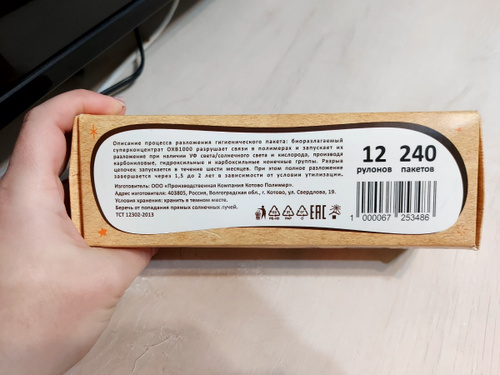 Описание процесса разложения гигиенического пакета: биоразлагаемый
суперконцентрат OXB1000 разрушает связи в полимерах и запускает их
разложение при наличии УФ света/солнечного света и кислорода, производя
карбониловые, гидроксильные и карбоксильные конечные группы. Разрыв
цепочек запускается в течение шести месяцев. При этом полное разложение
завершается через 1,5 до 2 лет в зависимости от условия утилизации.
Изготовитель: ООО «Производственная Компания Котово Полимер».
Адрес изготовителя: 403805, Россия, Волгоградская обл., г. Котово, ул. Свердлова, 19.
Условия хранения: хранить в темном месте.
Беречь от попадания прямых солнечных лучей.
ТСТ 12302-2013
EAC
12 240
рулонов пакетов
1 000067 253486